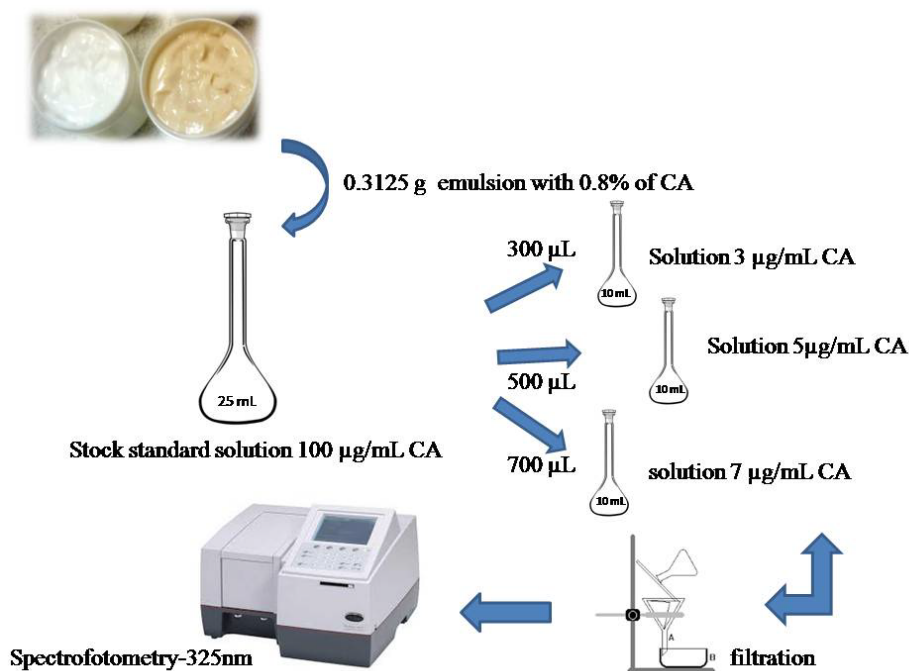 0.3125 g emulsion with 0.8% of CA
300 µL
Solution 3 µg/mL CA
10 mL
500 µL
Solution 5µg/mL CA
10 mL
25 mL
Stock standard solution 100 µg/mL CA
700 µL
solution 7 µg/mL CA
10 mL
A
B
filtration
Spectrofotometry-325nm